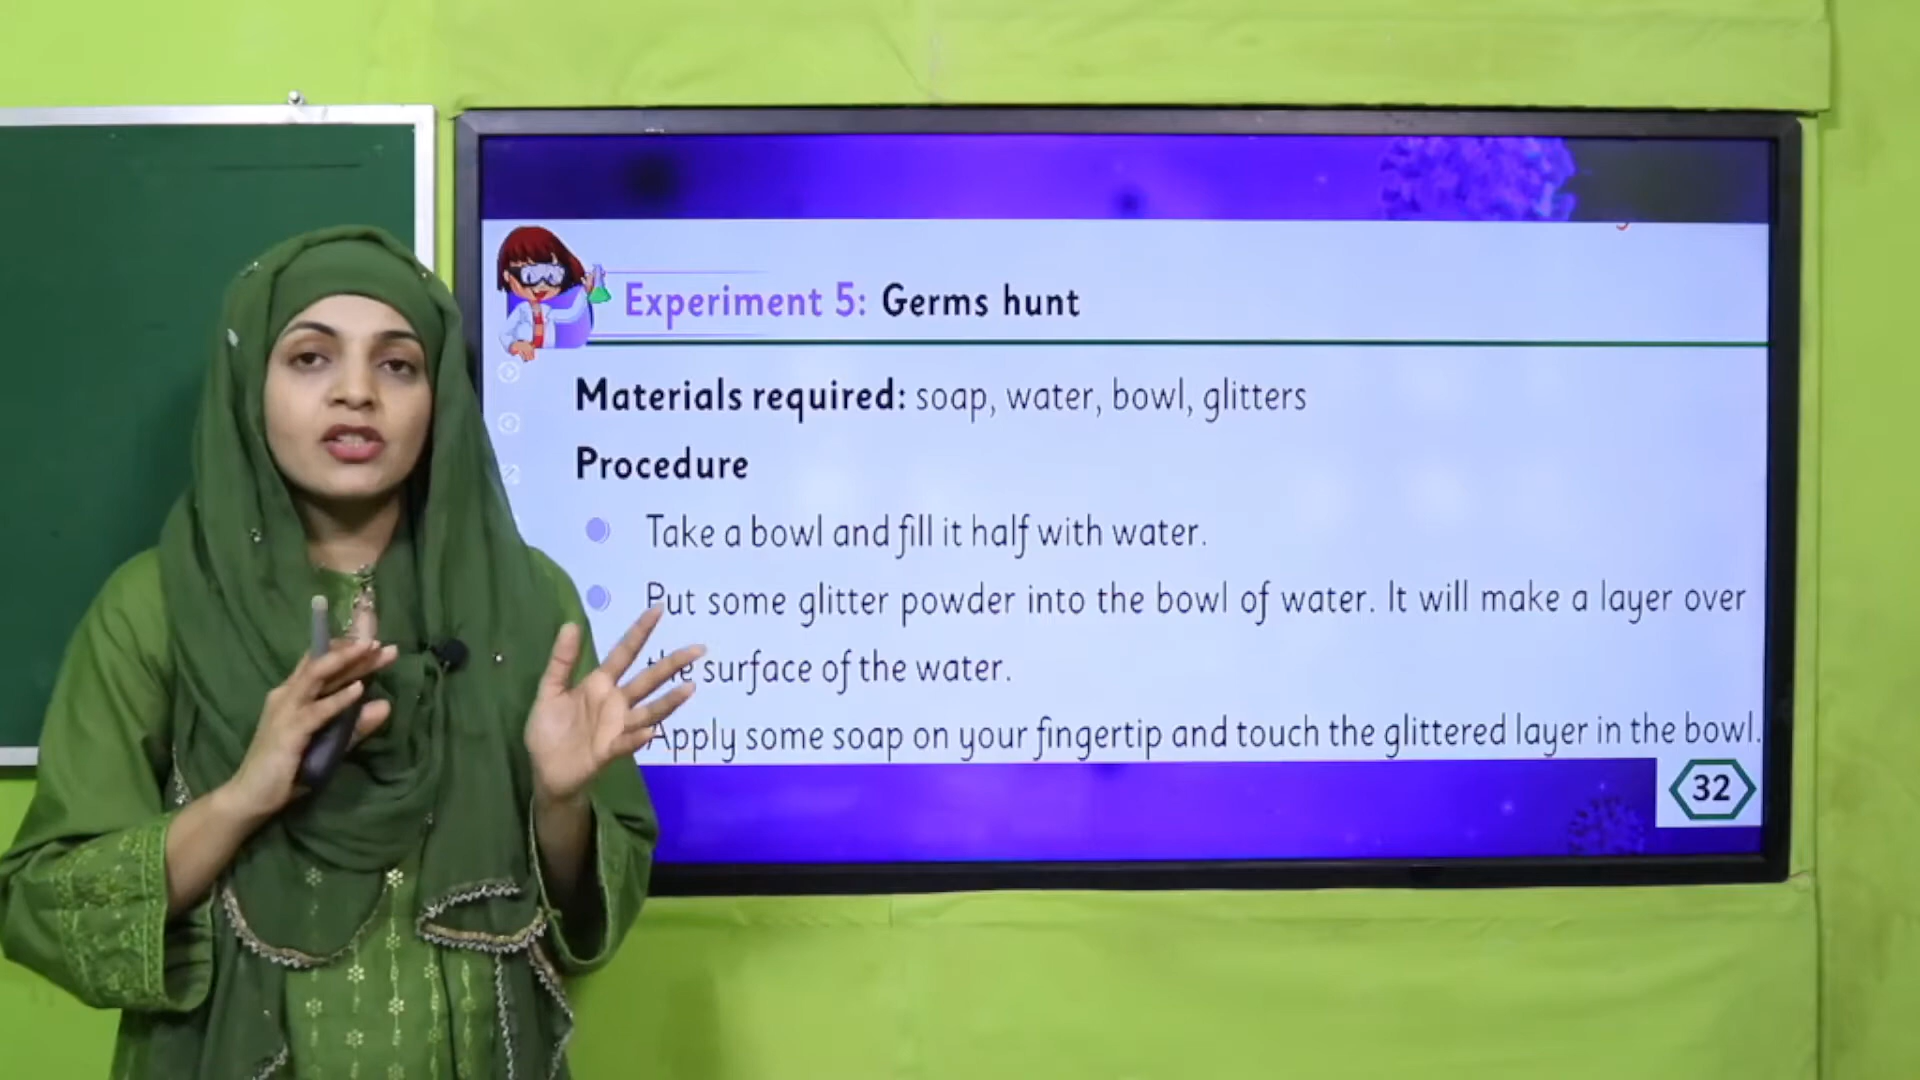 Experiment 5: Germs hunt
Materials required: soap, water, bowl, glitters
Procedure
Take a bowl and fill it half with water.
Put some glitter powder into the bowl of water. It will make a layer over
the surface of the water.
Apply some soap on your fingertip and touch the glittered layer in the bowl.
32